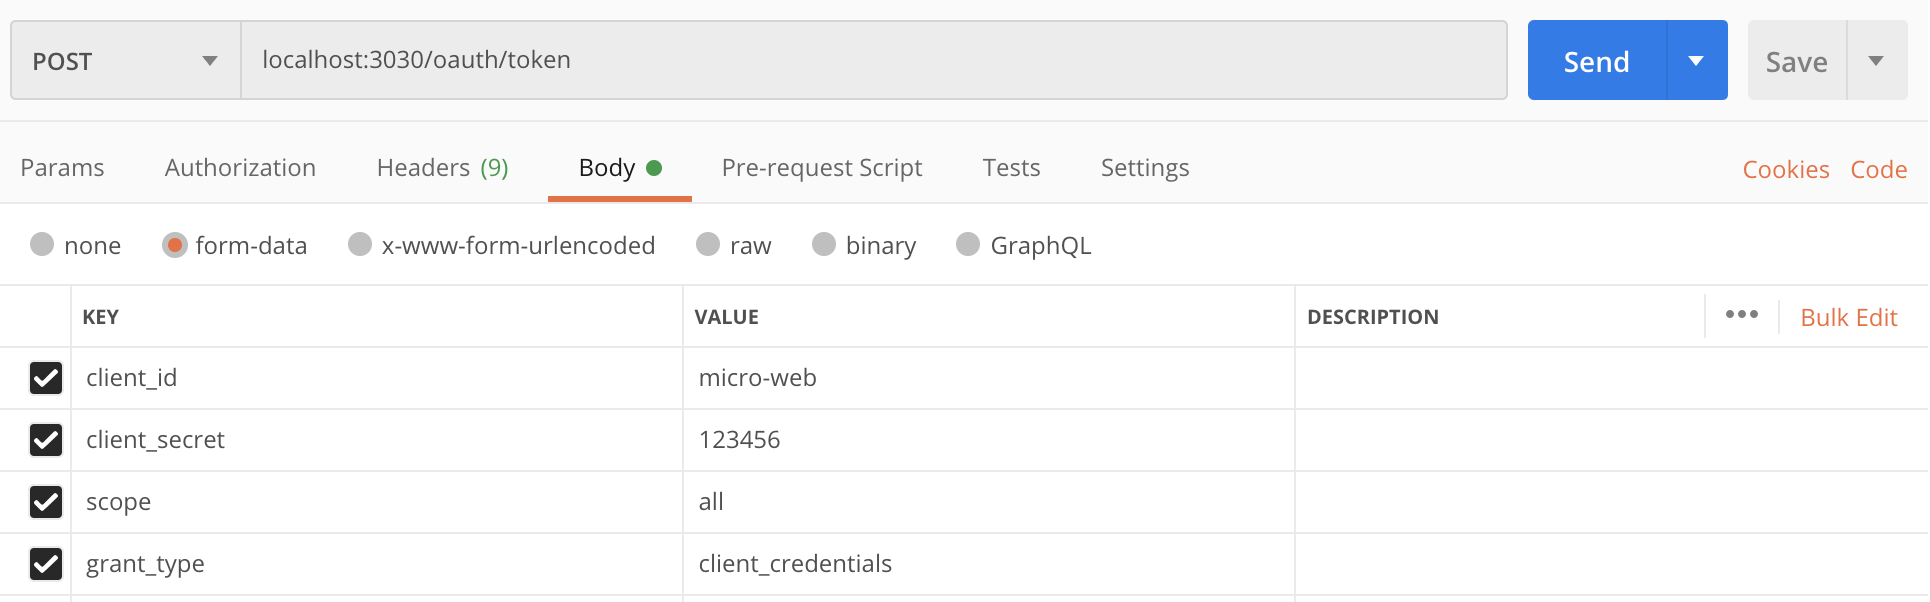 POST localhost:3030/oauth/token Send Save
Params Authorization Headers (9) Body Pre-request Script Tests Settings Cookies Code
none form-data x-www-form-urlencoded raw binary GraphQL
KEY VALUE DESCRIPTION ••• Bulk Edit
client_id micro-web
client_secret 123456
scope all
grant_type client_credentials